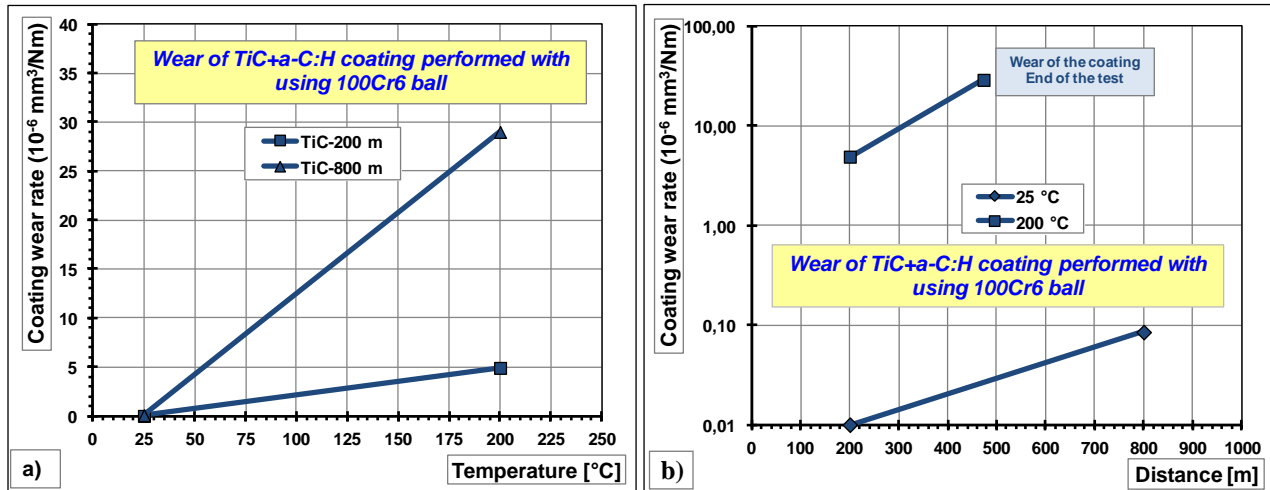 Coating wear rate (10⁻⁶ mm³/Nm)
40
35
30
25
20
15
10
5
0
Wear of TiC+a-C:H coating performed with
using 100Cr6 ball
TiC-200 m
TiC-800 m
0 25 50 75 100 125 150 175 200 225 250
a)
Temperature [°C]
Coating wear rate (10⁻⁶ mm³/Nm)
100,00
10,00
1,00
0,10
0,01
Wear of the coating
End of the test
25 °C
200 °C
Wear of TiC+a-C:H coating performed with
using 100Cr6 ball
0 100 200 300 400 500 600 700 800 900 1000
b)
Distance [m]